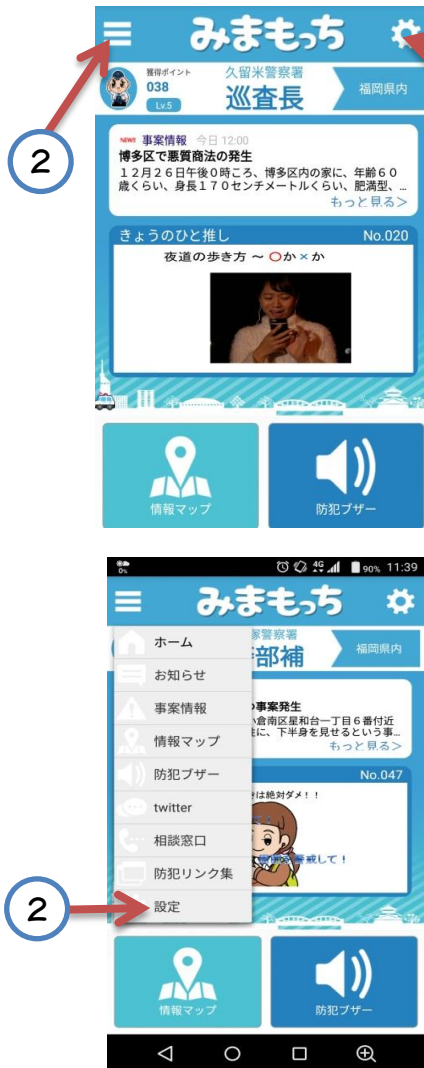 みまもっち
獲得ポイント
038
Lv.5
久留米警察署
巡査長
福岡県内
2
NEW! 事案情報 今日 12:00
博多区で悪質商法の発生
12月26日午後0時ころ、博多区内の家に、年齢60
歳くらい、身長170センチメートルくらい、肥満型、...
もっと見る>
きょうのひと推し No.020
夜道の歩き方 ~ 〇か×か
情報マップ
防犯ブザー
0%
4G
90% 11:39
みまもっち
ホーム
お知らせ
事案情報
情報マップ
防犯ブザー
twitter
相談窓口
防犯リンク集
設定
2
警察署
部補
福岡県内
事案発生
倉南区星和台一丁目6番付近
に、下半身を見せるという事...
もっと見る>
No.047
は絶対ダメ!!
警戒して!
情報マップ
防犯ブザー